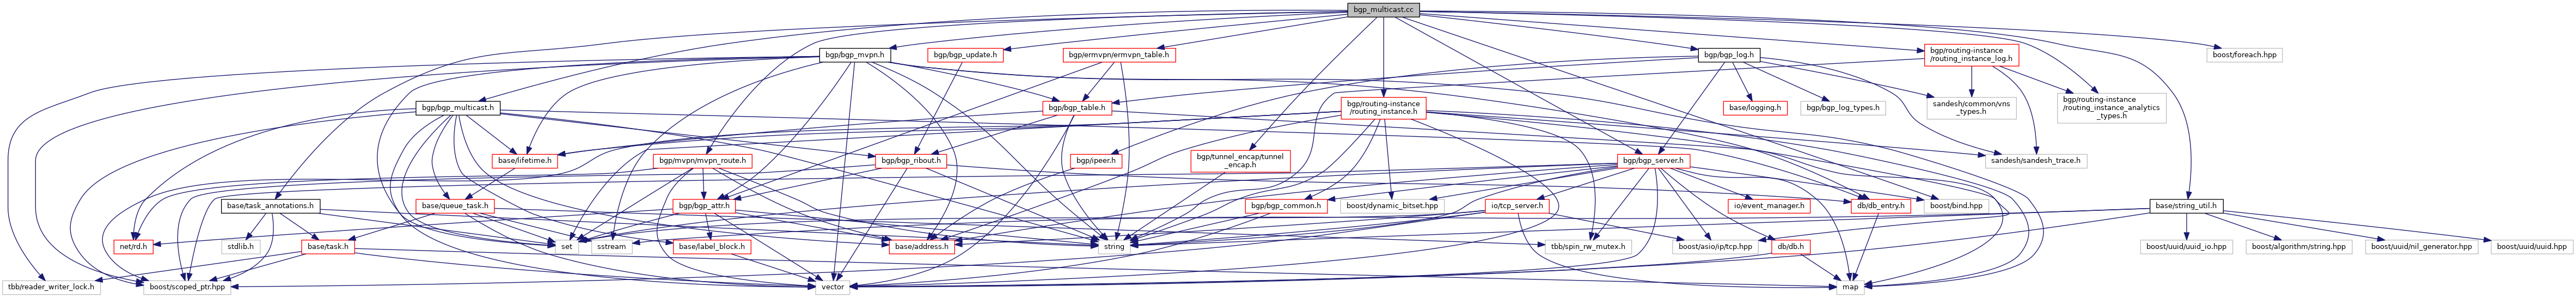 bgp_multicast.cc
bgp/bgp_mvpn.h
bgp/bgp_update.h
bgp/ermvpn/ermvpn_table.h
bgp/bgp_log.h
bgp/routing-instance
/routing_instance_log.h
boost/foreach.hpp
bgp/bgp_multicast.h
bgp/bgp_table.h
bgp/routing-instance
/routing_instance.h
base/logging.h
bgp/bgp_log_types.h
sandesh/common/vns
_types.h
bgp/routing-instance
/routing_instance_analytics
_types.h
base/lifetime.h
bgp/mvpn/mvpn_route.h
bgp/bgp_ribout.h
bgp/ipeer.h
bgp/tunnel_encap/tunnel
_encap.h
bgp/bgp_server.h
sandesh/sandesh_trace.h
base/task_annotations.h
base/queue_task.h
bgp/bgp_attr.h
bgp/bgp_common.h
boost/dynamic_bitset.hpp
io/tcp_server.h
io/event_manager.h
db/db_entry.h
boost/bind.hpp
base/string_util.h
net/rd.h
stdlib.h
base/task.h
set
sstream
base/label_block.h
base/address.h
string
tbb/spin_rw_mutex.h
boost/asio/ip/tcp.hpp
db/db.h
boost/uuid/uuid_io.hpp
boost/algorithm/string.hpp
boost/uuid/nil_generator.hpp
boost/uuid/uuid.hpp
tbb/reader_writer_lock.h
boost/scoped_ptr.hpp
vector
map